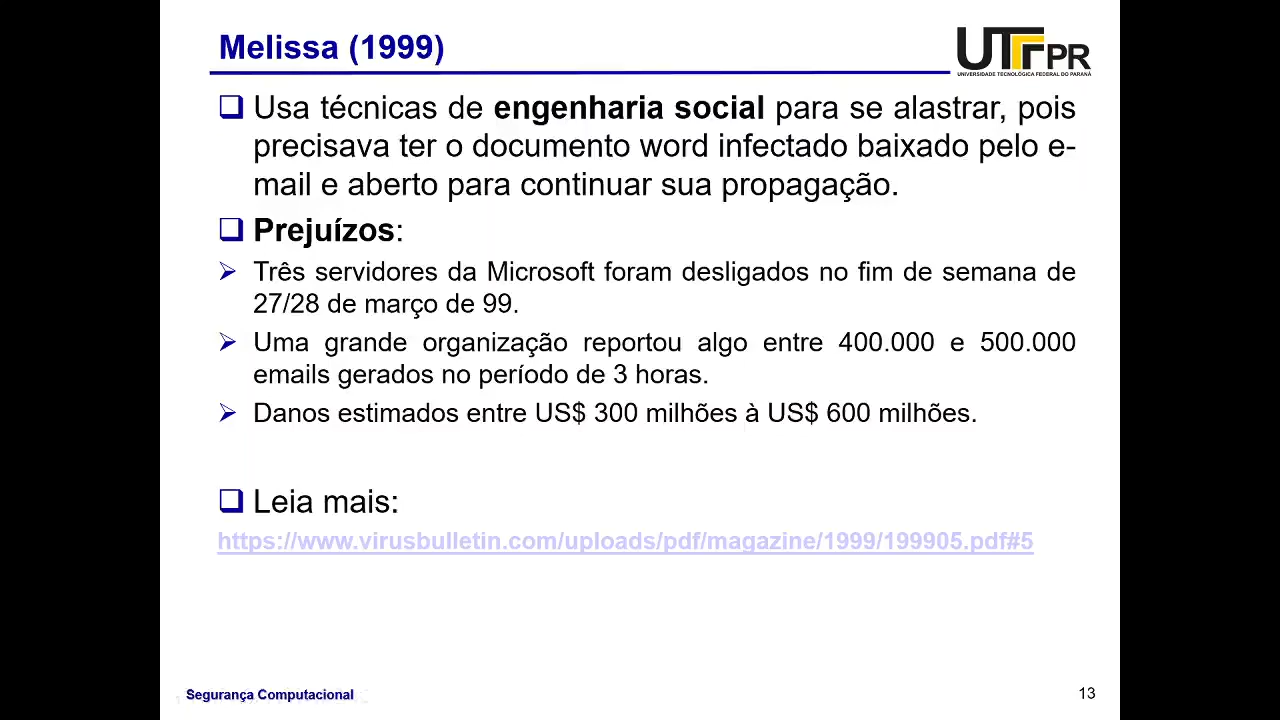 Melissa (1999)
UTFPR
UNIVERSIDADE TECNOLÓGICA FEDERAL DO PARANÁ
Usa técnicas de engenharia social para se alastrar, pois
precisava ter o documento word infectado baixado pelo e-
mail e aberto para continuar sua propagação.
Prejuízos:
Três servidores da Microsoft foram desligados no fim de semana de
27/28 de março de 99.
Uma grande organização reportou algo entre 400.000 e 500.000
emails gerados no período de 3 horas.
Danos estimados entre US$ 300 milhões à US$ 600 milhões.
Leia mais:
https://www.virusbulletin.com/uploads/pdf/magazine/1999/199905.pdf#5
Segurança Computacional
13